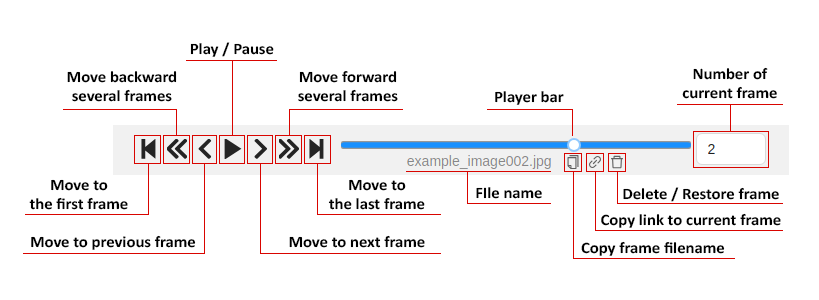 Play / Pause
Move backward
several frames
Move forward
several frames
Player bar
Number of
current frame
2
example_image002.jpg
Move to
the first frame
Move to
the last frame
FIle name
Delete / Restore frame
Copy link to current frame
Move to previous frame
Move to next frame
Copy frame filename